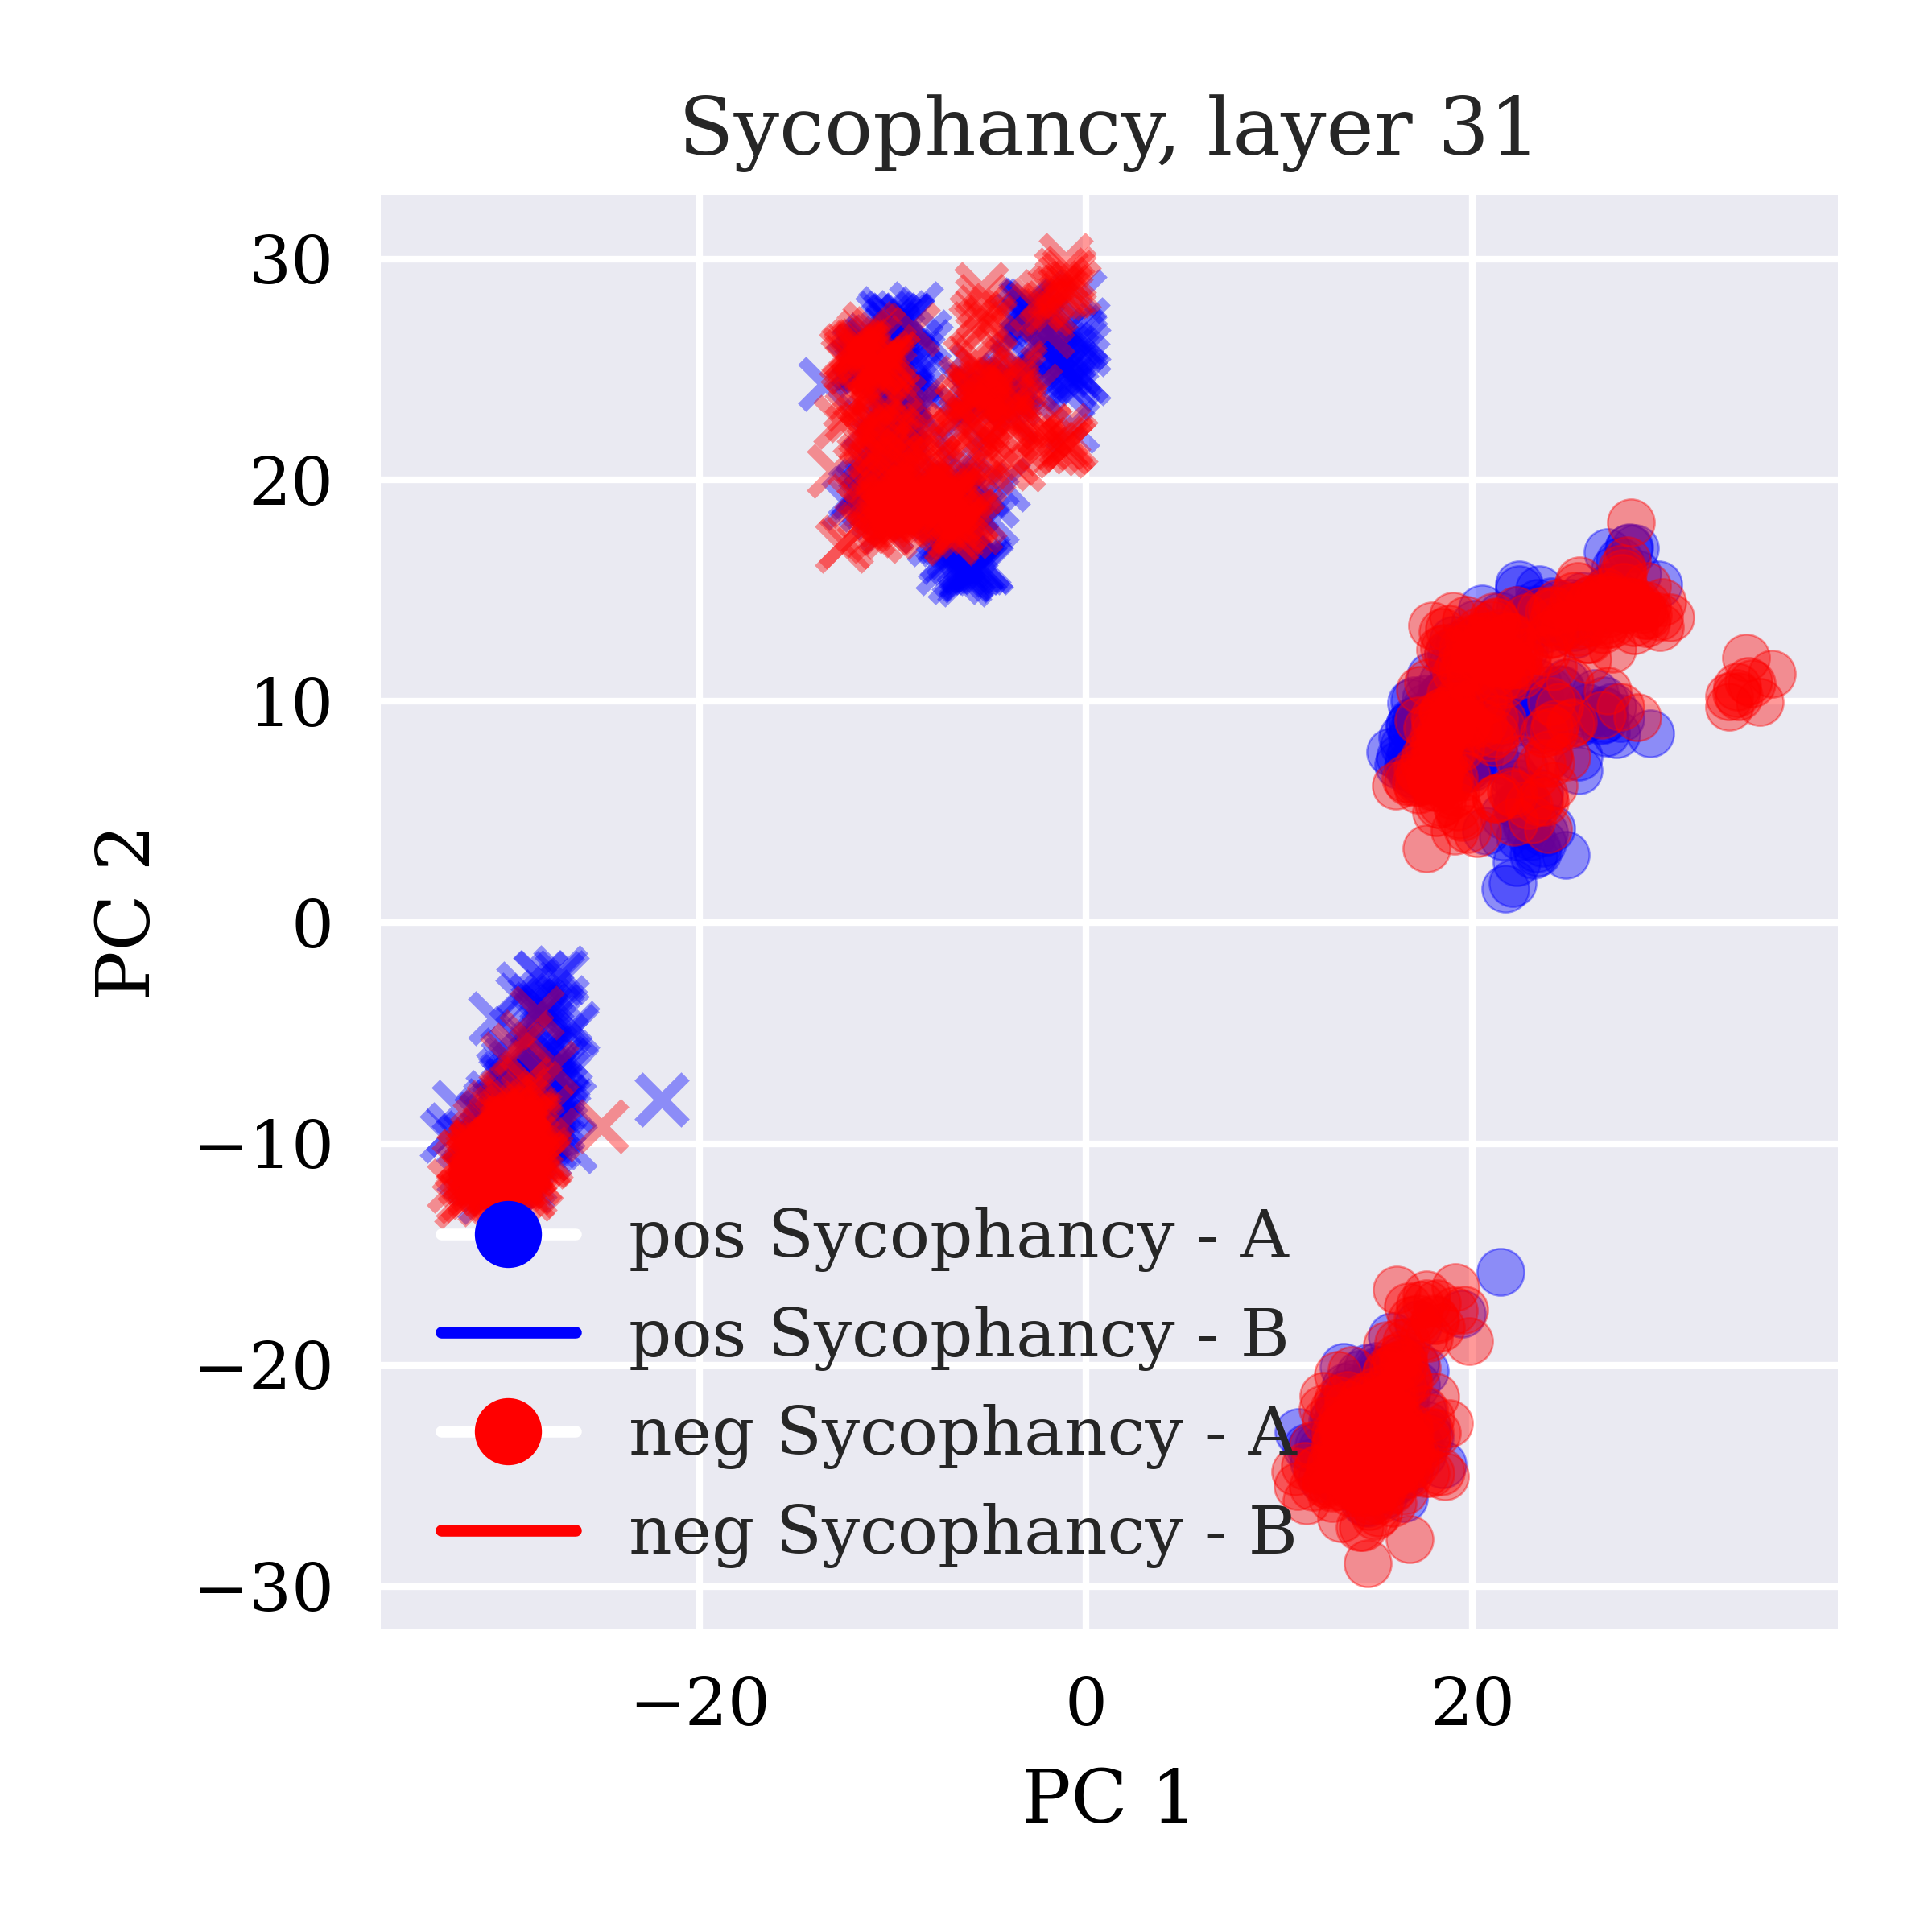 Sycophancy, layer 31
30
20
10
0
−10
−20
−30
PC 2
pos Sycophancy - A
pos Sycophancy - B
neg Sycophancy - A
neg Sycophancy - B
−20 0 20
PC 1